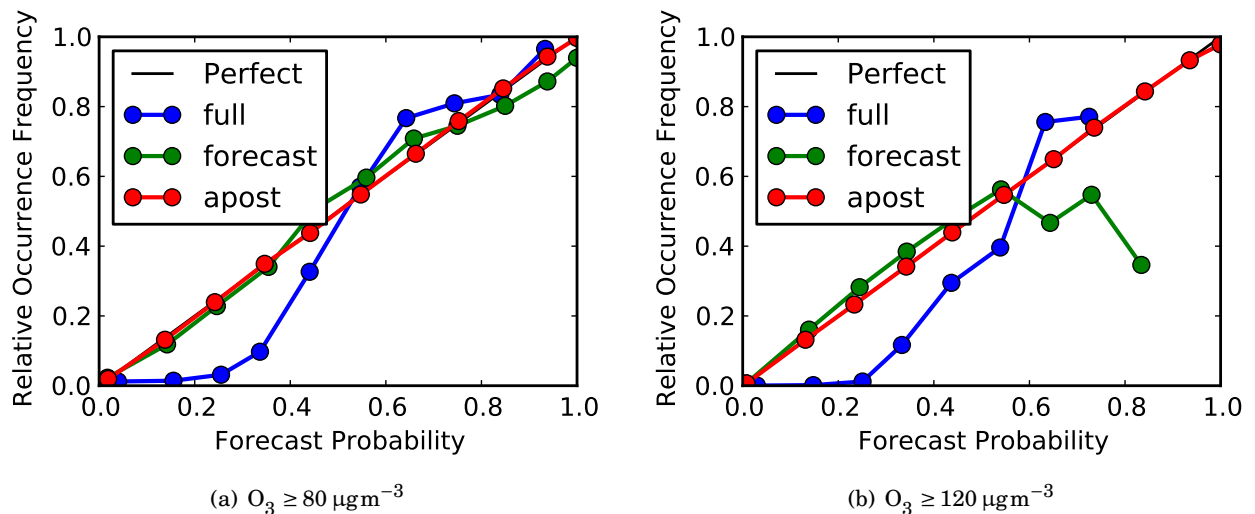 Relative Occurrence Frequency
1.0
0.8
0.6
0.4
0.2
0.0
Perfect
full
forecast
apost
0.0 0.2 0.4 0.6 0.8 1.0
Forecast Probability
(a) O₃ ≥ 80 µg m⁻³
Relative Occurrence Frequency
1.0
0.8
0.6
0.4
0.2
0.0
Perfect
full
forecast
apost
0.0 0.2 0.4 0.6 0.8 1.0
Forecast Probability
(b) O₃ ≥ 120 µg m⁻³